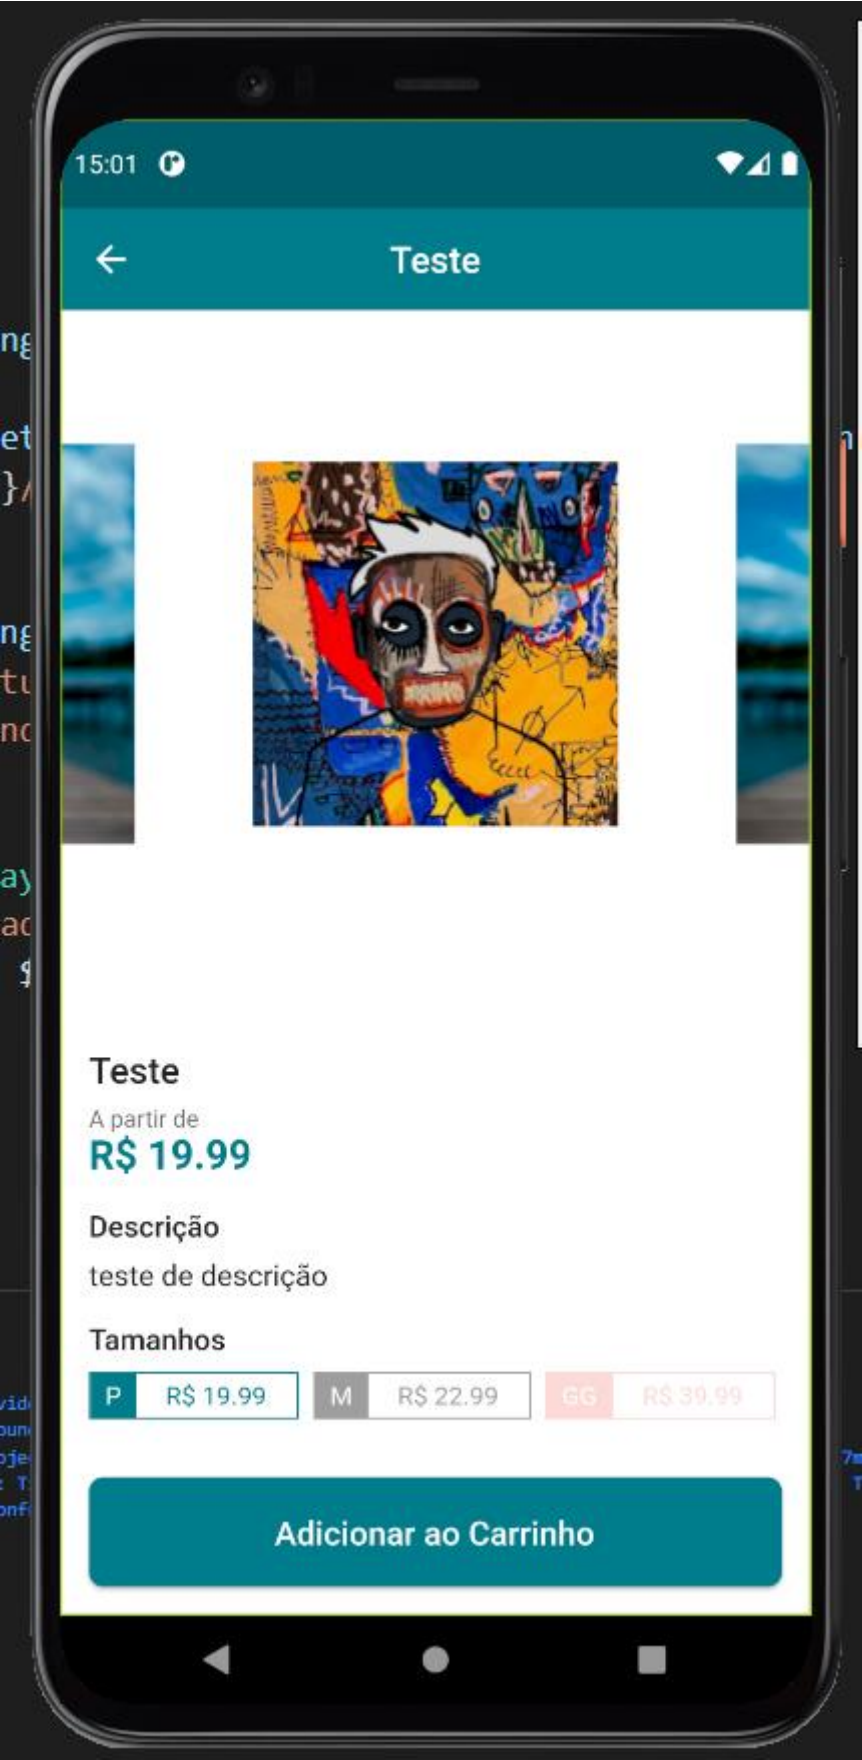 15:01
Teste
Teste
A partir de
R$ 19.99
Descrição
teste de descrição
Tamanhos
P R$ 19.99 M R$ 22.99 GG R$ 39.99
Adicionar ao Carrinho